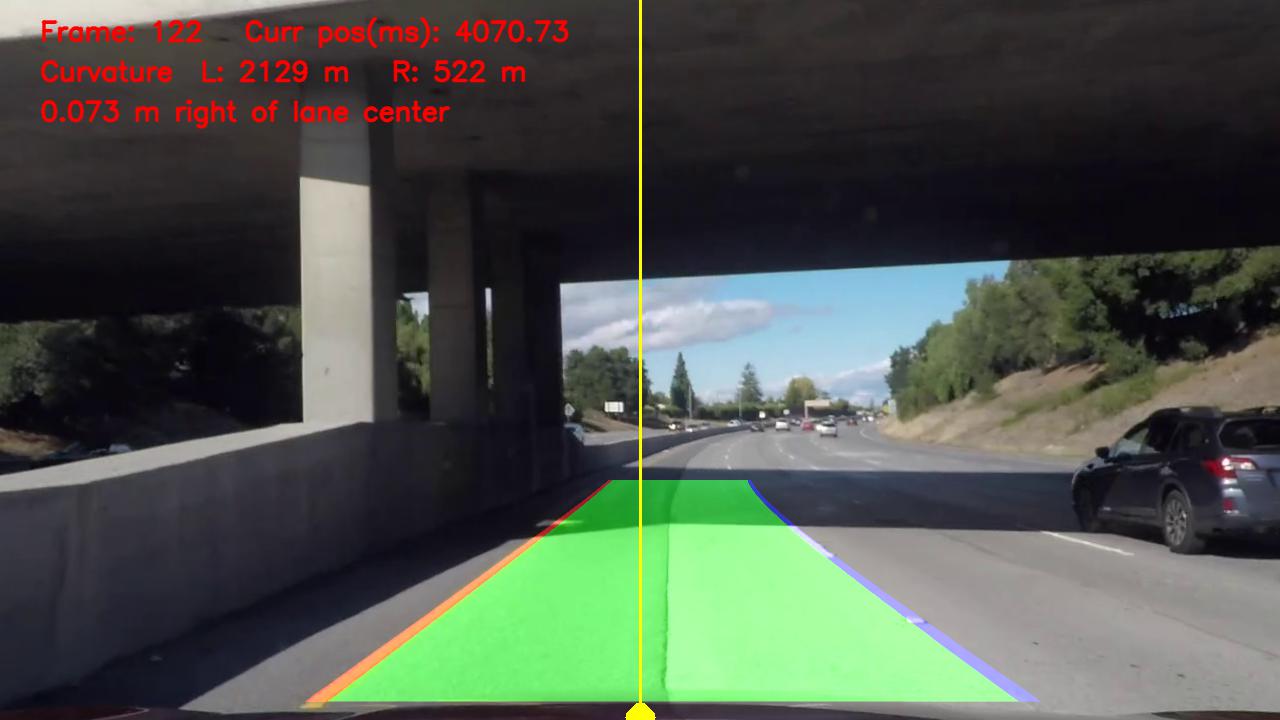 Frame: 122 Curr pos(ms): 4070.73
Curvature L: 2129 m R: 522 m
0.073 m right of lane center